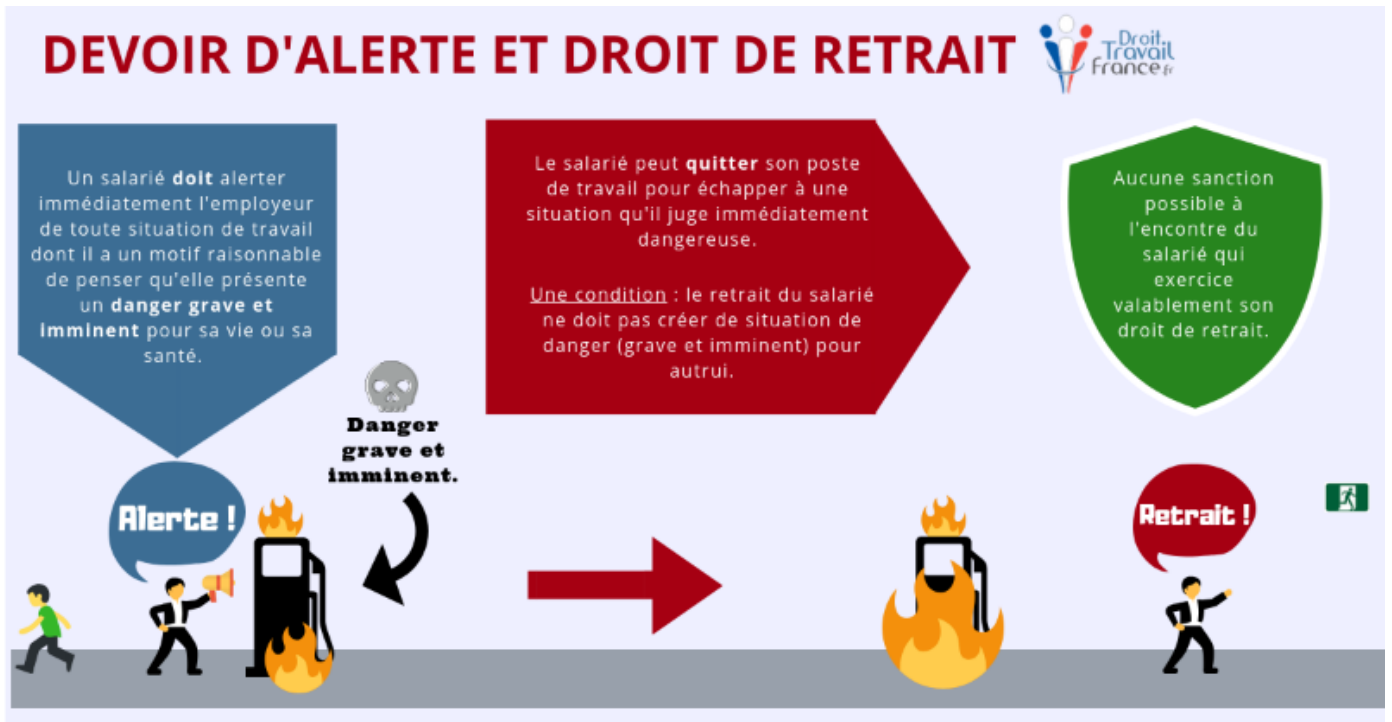 DEVOIR D'ALERTE ET DROIT DE RETRAIT
Droit
Travail
France.fr
Un salarié doit alerter
immédiatement l'employeur
de toute situation de travail
dont il a un motif raisonnable
de penser qu'elle présente
un danger grave et
imminent pour sa vie ou sa
santé.
Le salarié peut quitter son poste
de travail pour échapper à une
situation qu'il juge immédiatement
dangereuse.
Une condition : le retrait du salarié
ne doit pas créer de situation de
danger (grave et imminent) pour
autrui.
Aucune sanction
possible à
l'encontre du
salarié qui
exercice
valablement son
droit de retrait.
Danger
grave et
imminent.
Alerte !
Retrait !